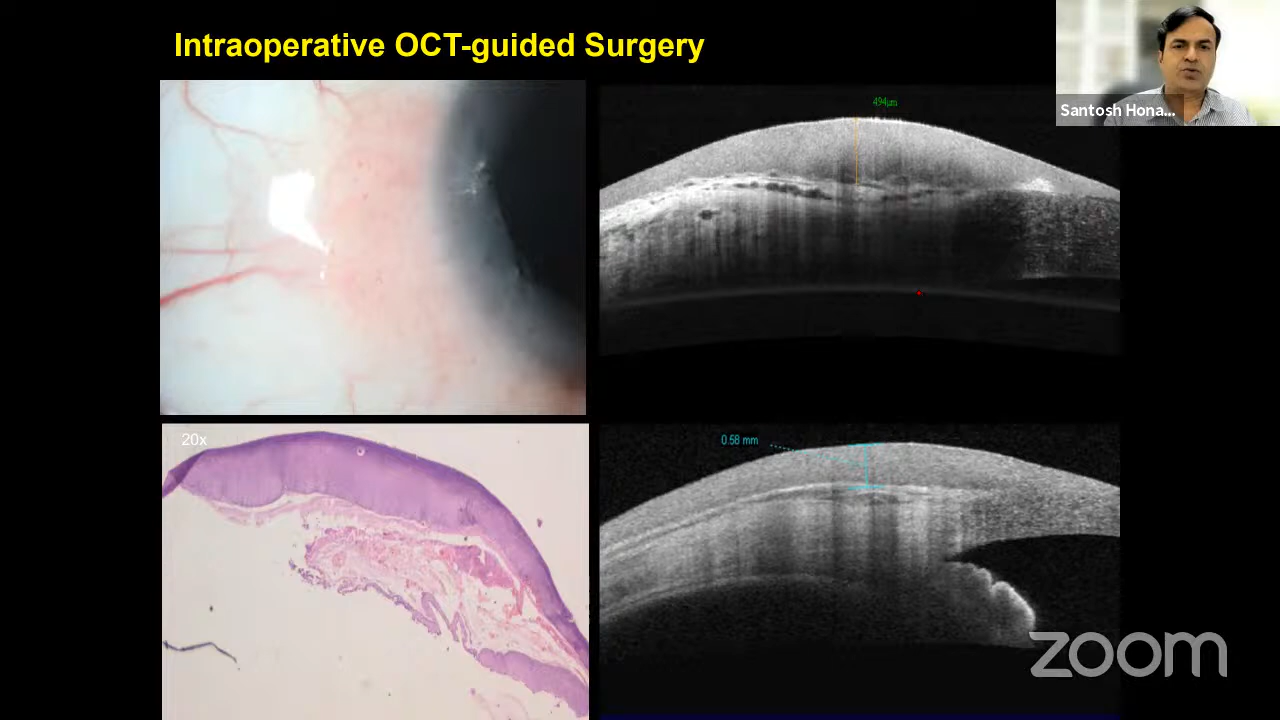 Intraoperative OCT-guided Surgery
Santosh Hona...
494µm
20x
0.58 mm
zoom